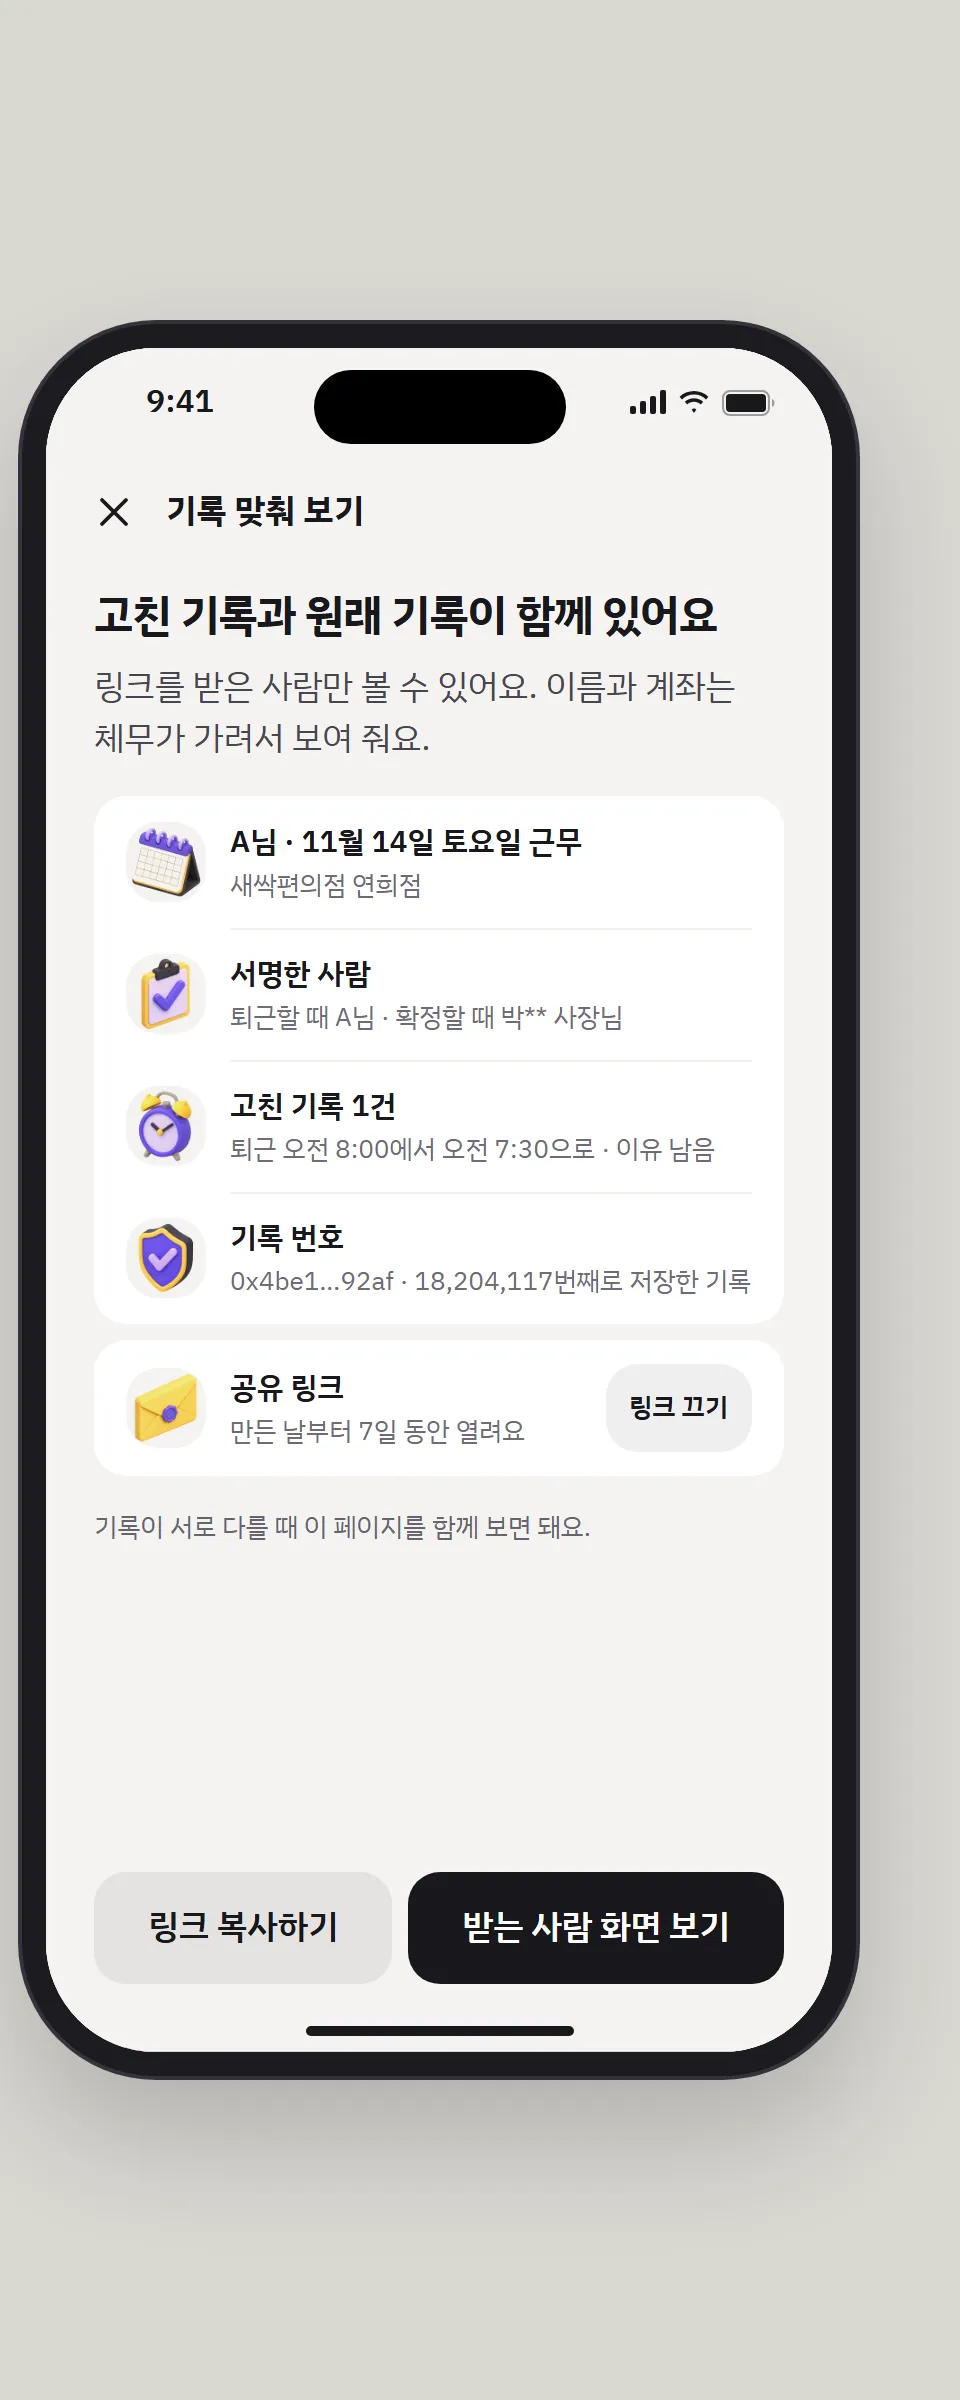 9:41
기록 맞춰 보기
고친 기록과 원래 기록이 함께 있어요
링크를 받은 사람만 볼 수 있어요. 이름과 계좌는
체무가 가려서 보여 줘요.
A님 · 11월 14일 토요일 근무
새싹편의점 연희점
서명한 사람
퇴근할 때 A님 · 확정할 때 박** 사장님
고친 기록 1건
퇴근 오전 8:00에서 오전 7:30으로 · 이유 남음
기록 번호
0x4be1…92af · 18,204,117번째로 저장한 기록
공유 링크
만든 날부터 7일 동안 열려요
링크 끄기
기록이 서로 다를 때 이 페이지를 함께 보면 돼요.
링크 복사하기
받는 사람 화면 보기